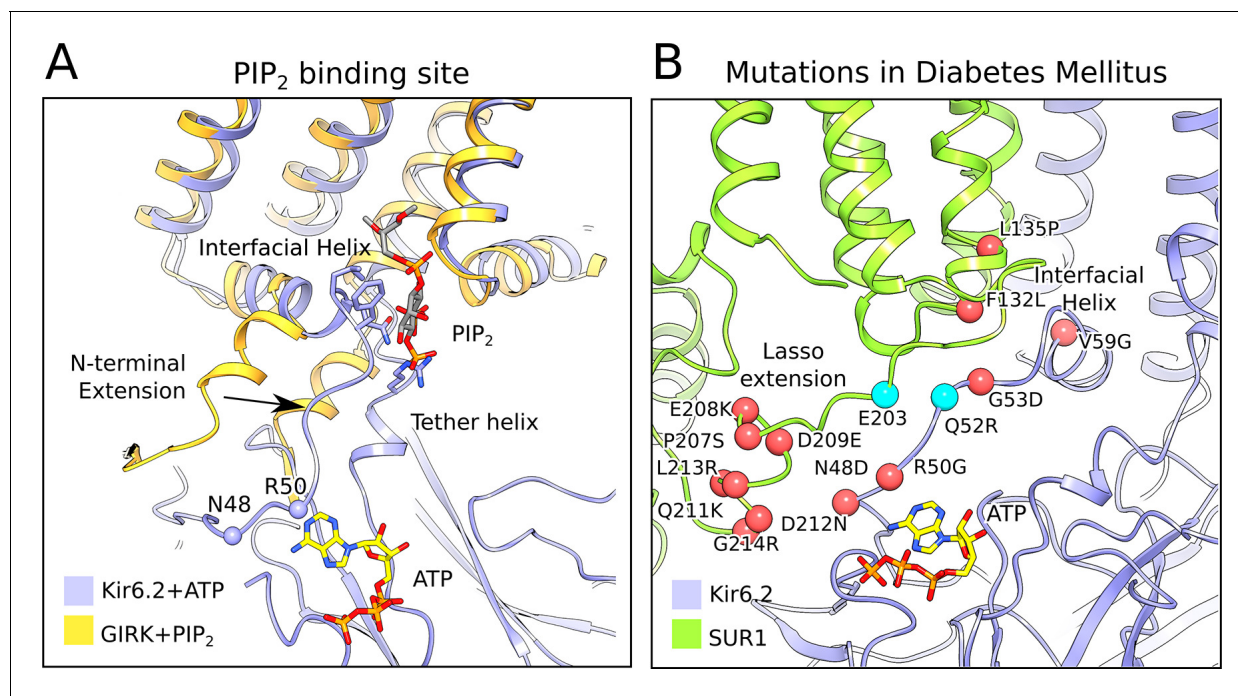 A
PIP₂ binding site
Interfacial Helix
PIP₂
N-terminal
Extension
Tether helix
N48
R50
ATP
Kir6.2+ATP
GIRK+PIP₂
B
Mutations in Diabetes Mellitus
L135P
Interfacial
Helix
F132L
V59G
Lasso
extension
G53D
E208K
E203
Q52R
P207S
D209E
L213R
N48D
R50G
Q211K
D212N
ATP
G214R
Kir6.2
SUR1